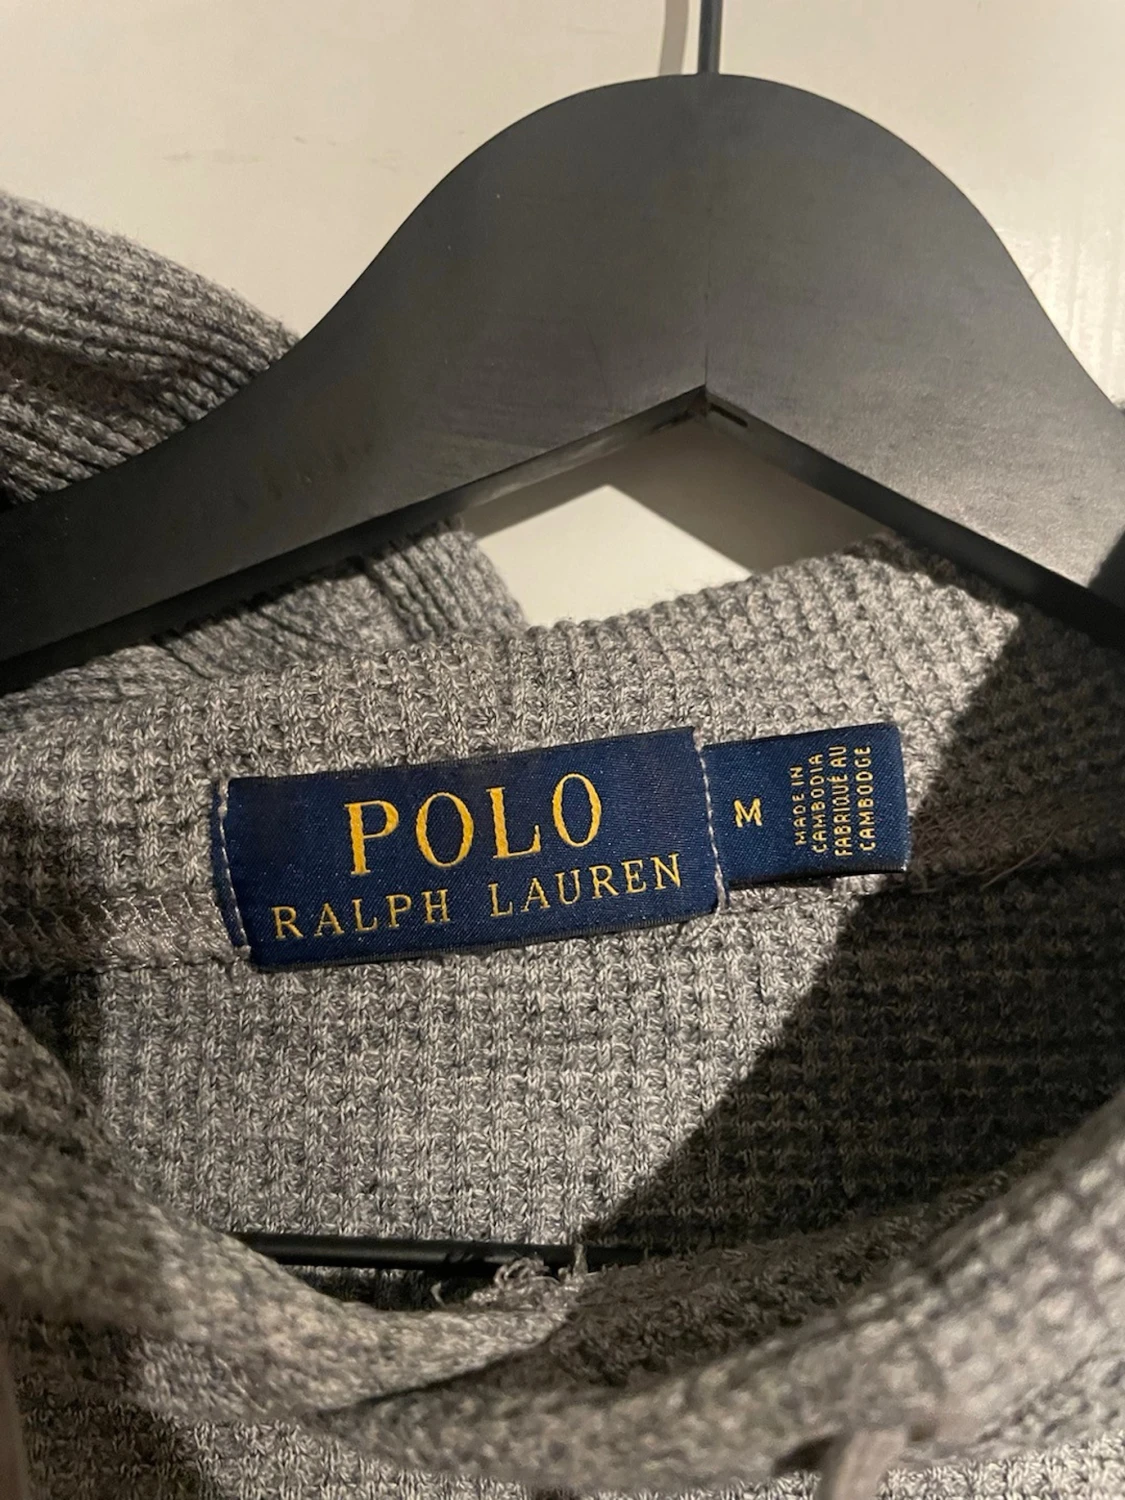 POLO
RALPH LAUREN
M
MADE IN
CAMBODIA
FABRIQUÉ AU
CAMBODGE